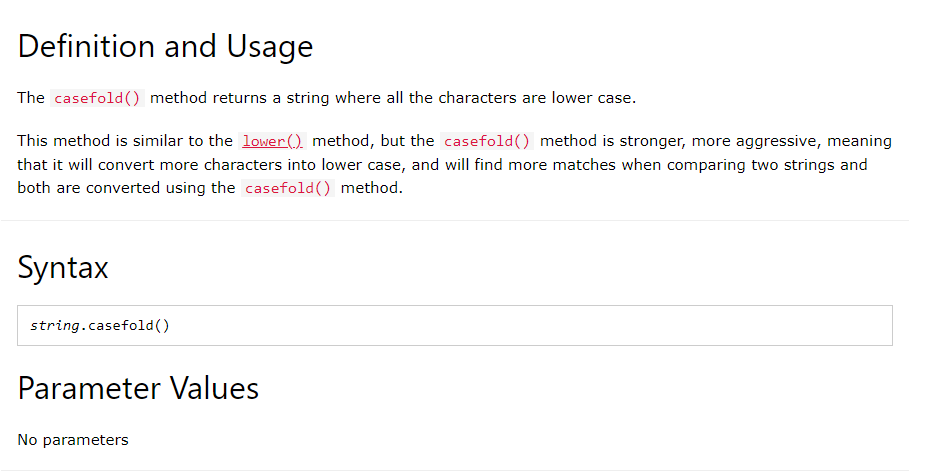 Definition and Usage
The casefold() method returns a string where all the characters are lower case.
This method is similar to the lower() method, but the casefold() method is stronger, more aggressive, meaning
that it will convert more characters into lower case, and will find more matches when comparing two strings and
both are converted using the casefold() method.
Syntax
string.casefold()
Parameter Values
No parameters